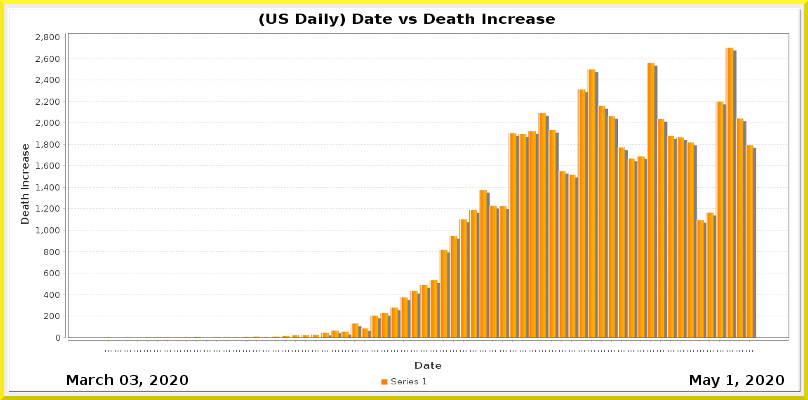 (US Daily) Date vs Death Increase
2,800
2,600
2,400
2,200
2,000
1,800
1,600
1,400
1,200
1,000
800
600
400
200
0
Death Increase
Date
March 03, 2020
Series 1
May 1, 2020